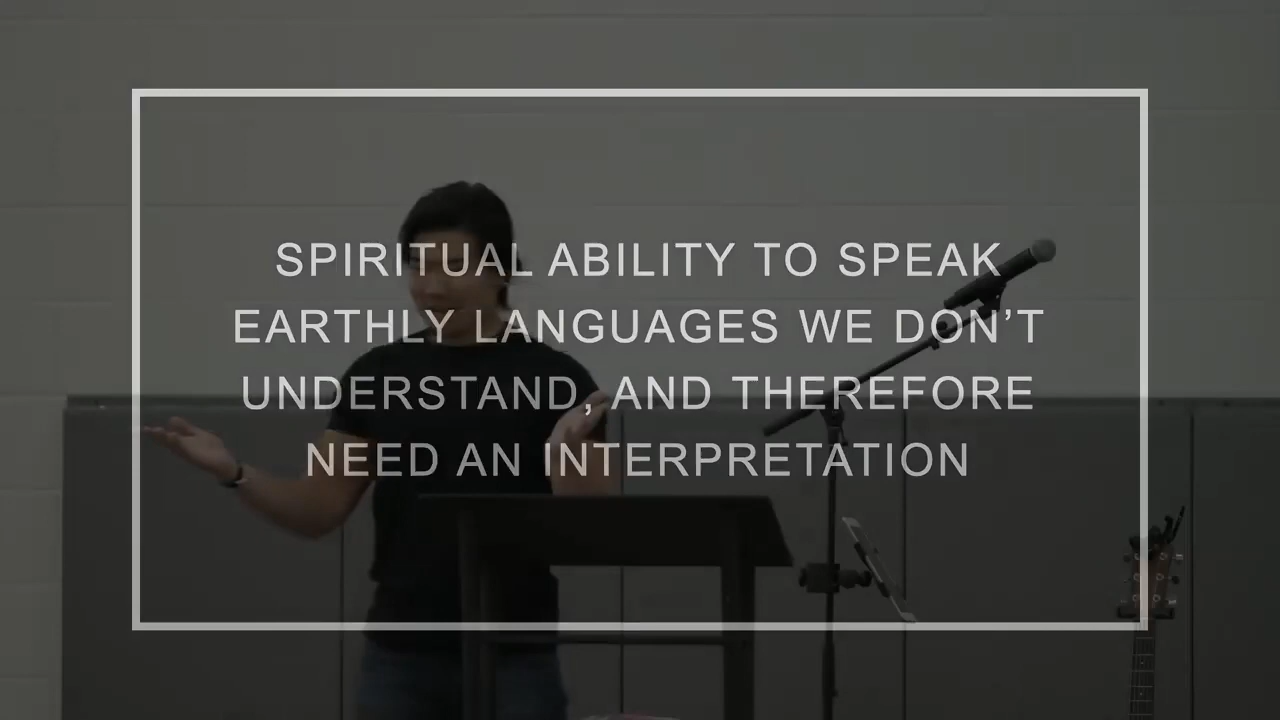 SPIRITUAL ABILITY TO SPEAK
EARTHLY LANGUAGES WE DON’T
UNDERSTAND, AND THEREFORE
NEED AN INTERPRETATION